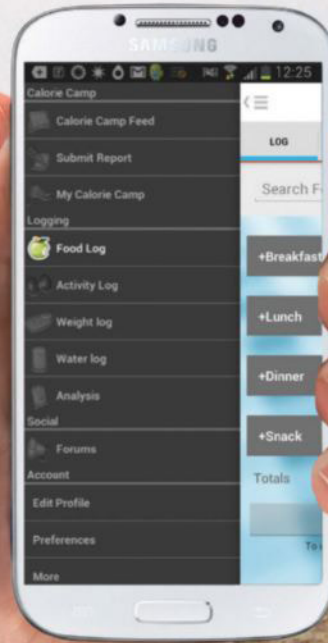 SAMSUNG
12:25
Calorie Camp
Calorie Camp Feed
Submit Report
My Calorie Camp
Logging
Food Log
Activity Log
Weight log
Water log
Analysis
Social
Forums
Account
Edit Profile
Preferences
More
LOG
Search
+Breakfast
+Lunch
+Dinner
+Snack
Totals
To